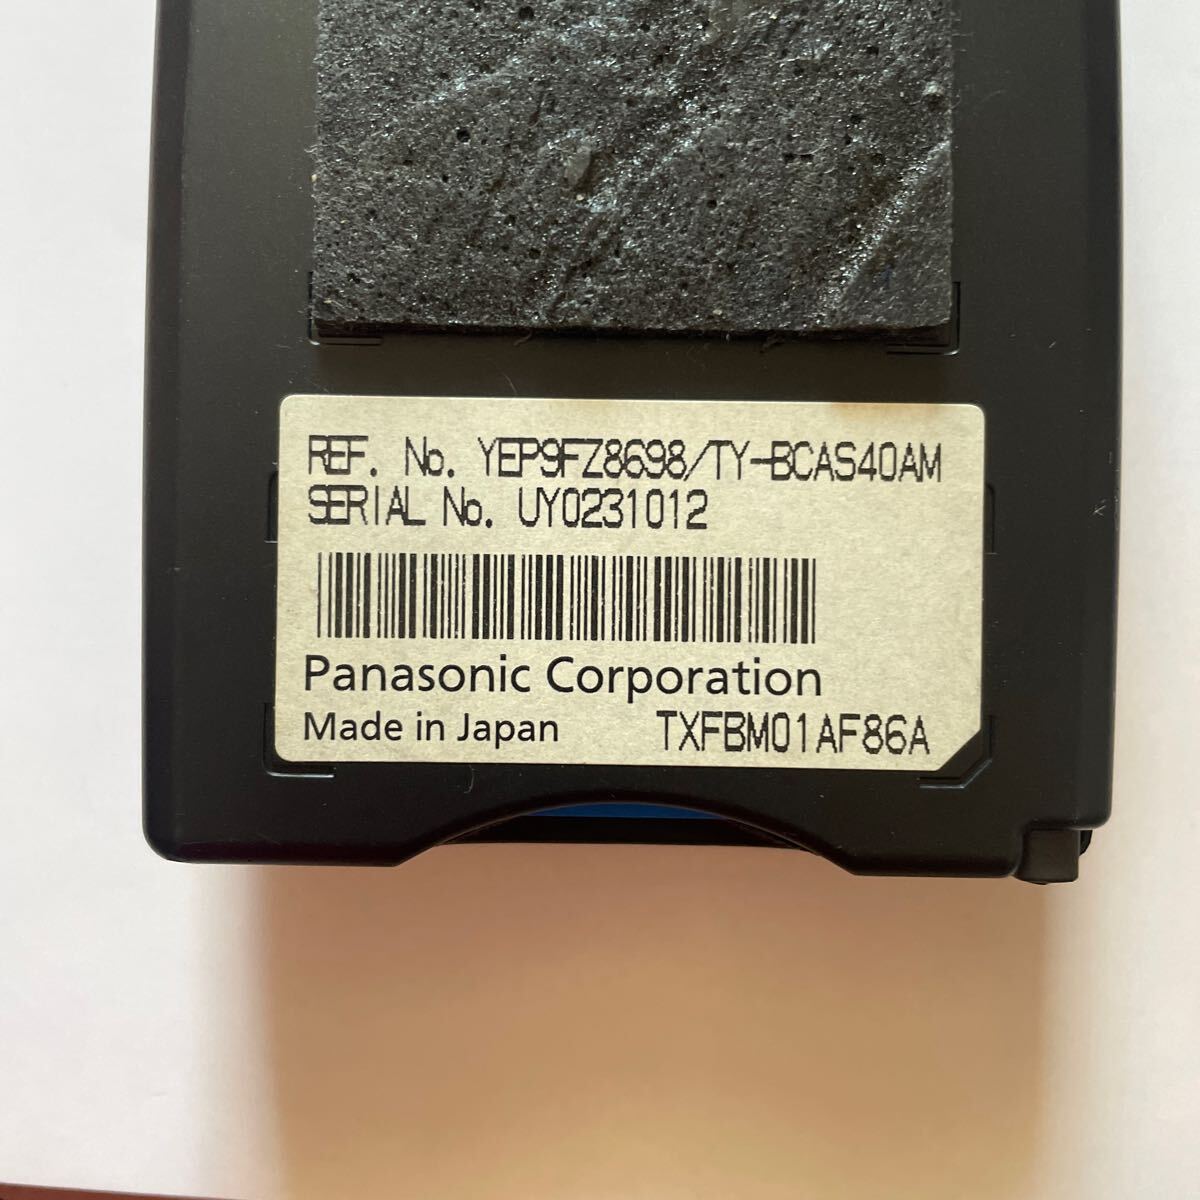 REF. No. YEP9FZ8698/TY-BCAS40AM
SERIAL No. UY0231012
Panasonic Corporation
Made in Japan TXFBM01AF86A